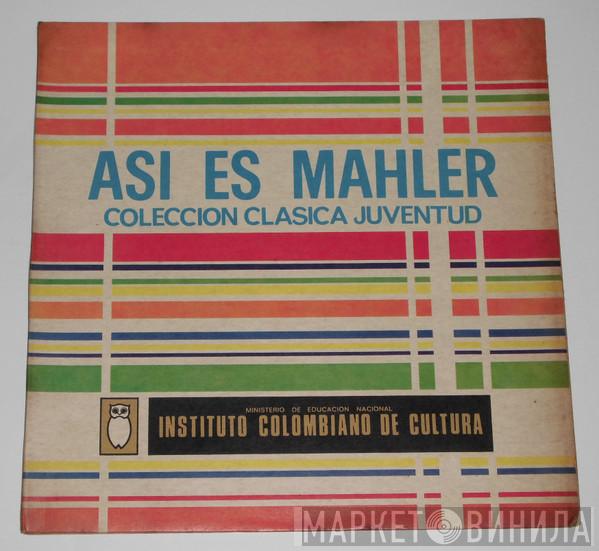 ASI ES MAHLER
COLECCION CLASICA JUVENTUD
MINISTERIO DE EDUCACION NACIONAL
INSTITUTO COLOMBIANO DE CULTURA
МАРКЕТ ВИНИЛА